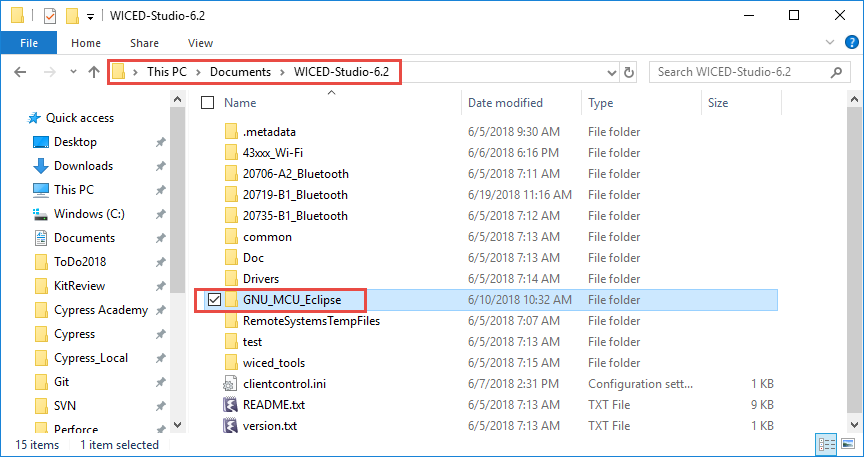 WICED-Studio-6.2
File Home Share View
This PC Documents WICED-Studio-6.2 Search WICED-Studio-6.2
Quick access
Desktop
Downloads
This PC
Windows (C:)
Documents
ToDo2018
KitReview
Cypress Academy
Cypress
Cypress_Local
Git
SVN
Perforce
Name Date modified Type Size
.metadata 6/5/2018 9:30 AM File folder
43xxx_Wi-Fi 6/6/2018 6:16 PM File folder
20706-A2_Bluetooth 6/5/2018 7:11 AM File folder
20719-B1_Bluetooth 6/19/2018 11:16 AM File folder
20735-B1_Bluetooth 6/5/2018 7:12 AM File folder
common 6/5/2018 7:13 AM File folder
Doc 6/5/2018 7:13 AM File folder
Drivers 6/5/2018 7:14 AM File folder
GNU_MCU_Eclipse 6/10/2018 10:32 AM File folder
RemoteSystemsTempFiles 6/5/2018 7:07 AM File folder
test 6/5/2018 7:13 AM File folder
wiced_tools 6/5/2018 7:15 AM File folder
clientcontrol.ini 6/7/2018 2:31 PM Configuration sett... 1 KB
README.txt 6/5/2018 7:13 AM TXT File 9 KB
version.txt 6/5/2018 7:13 AM TXT File 1 KB
15 items 1 item selected